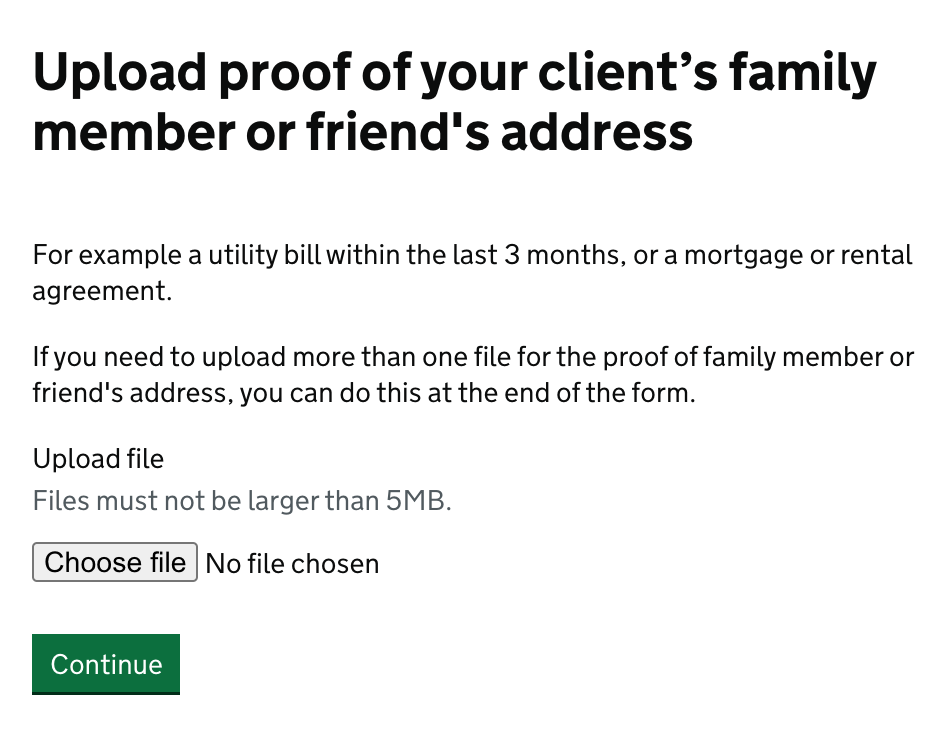 Upload proof of your client’s family
member or friend's address
For example a utility bill within the last 3 months, or a mortgage or rental
agreement.
If you need to upload more than one file for the proof of family member or
friend's address, you can do this at the end of the form.
Upload file
Files must not be larger than 5MB.
Choose file No file chosen
Continue